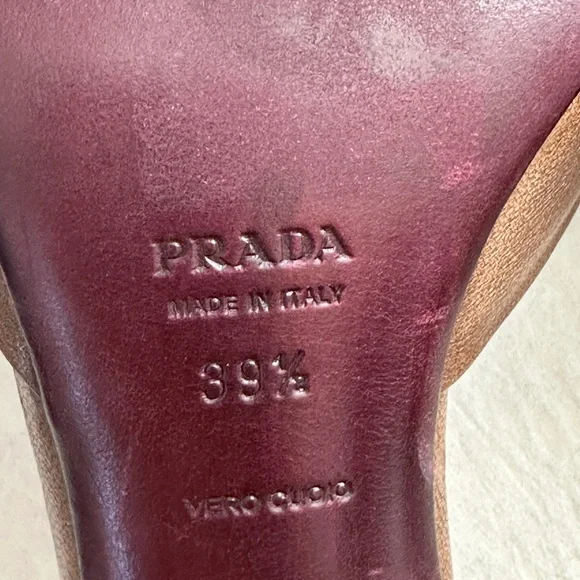 PRADA
MADE IN ITALY
39½
VERO CUOIO